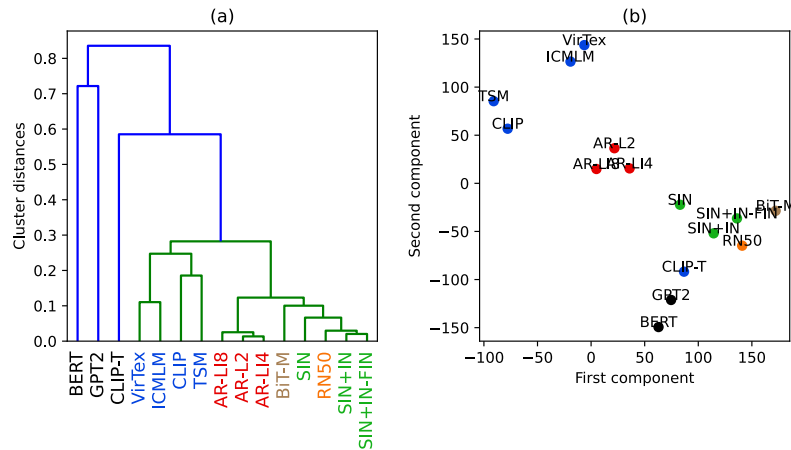 (a)
Cluster distances
0.8
0.7
0.6
0.5
0.4
0.3
0.2
0.1
0.0
BERT
GPT2
CLIP-T
VirTex
ICMLM
CLIP
TSM
AR-LI8
AR-L2
AR-LI4
BiT-M
SIN
RN50
SIN+IN
SIN+IN-FIN
(b)
Second component
150
100
50
0
−50
−100
−150
VirTex
ICMLM
TSM
CLIP
AR-L2
AR-LI8
AR-LI4
SIN
BiT-M
SIN+IN-FIN
SIN+IN
RN50
CLIP-T
GPT2
BERT
−100
−50
0
50
100
150
First component